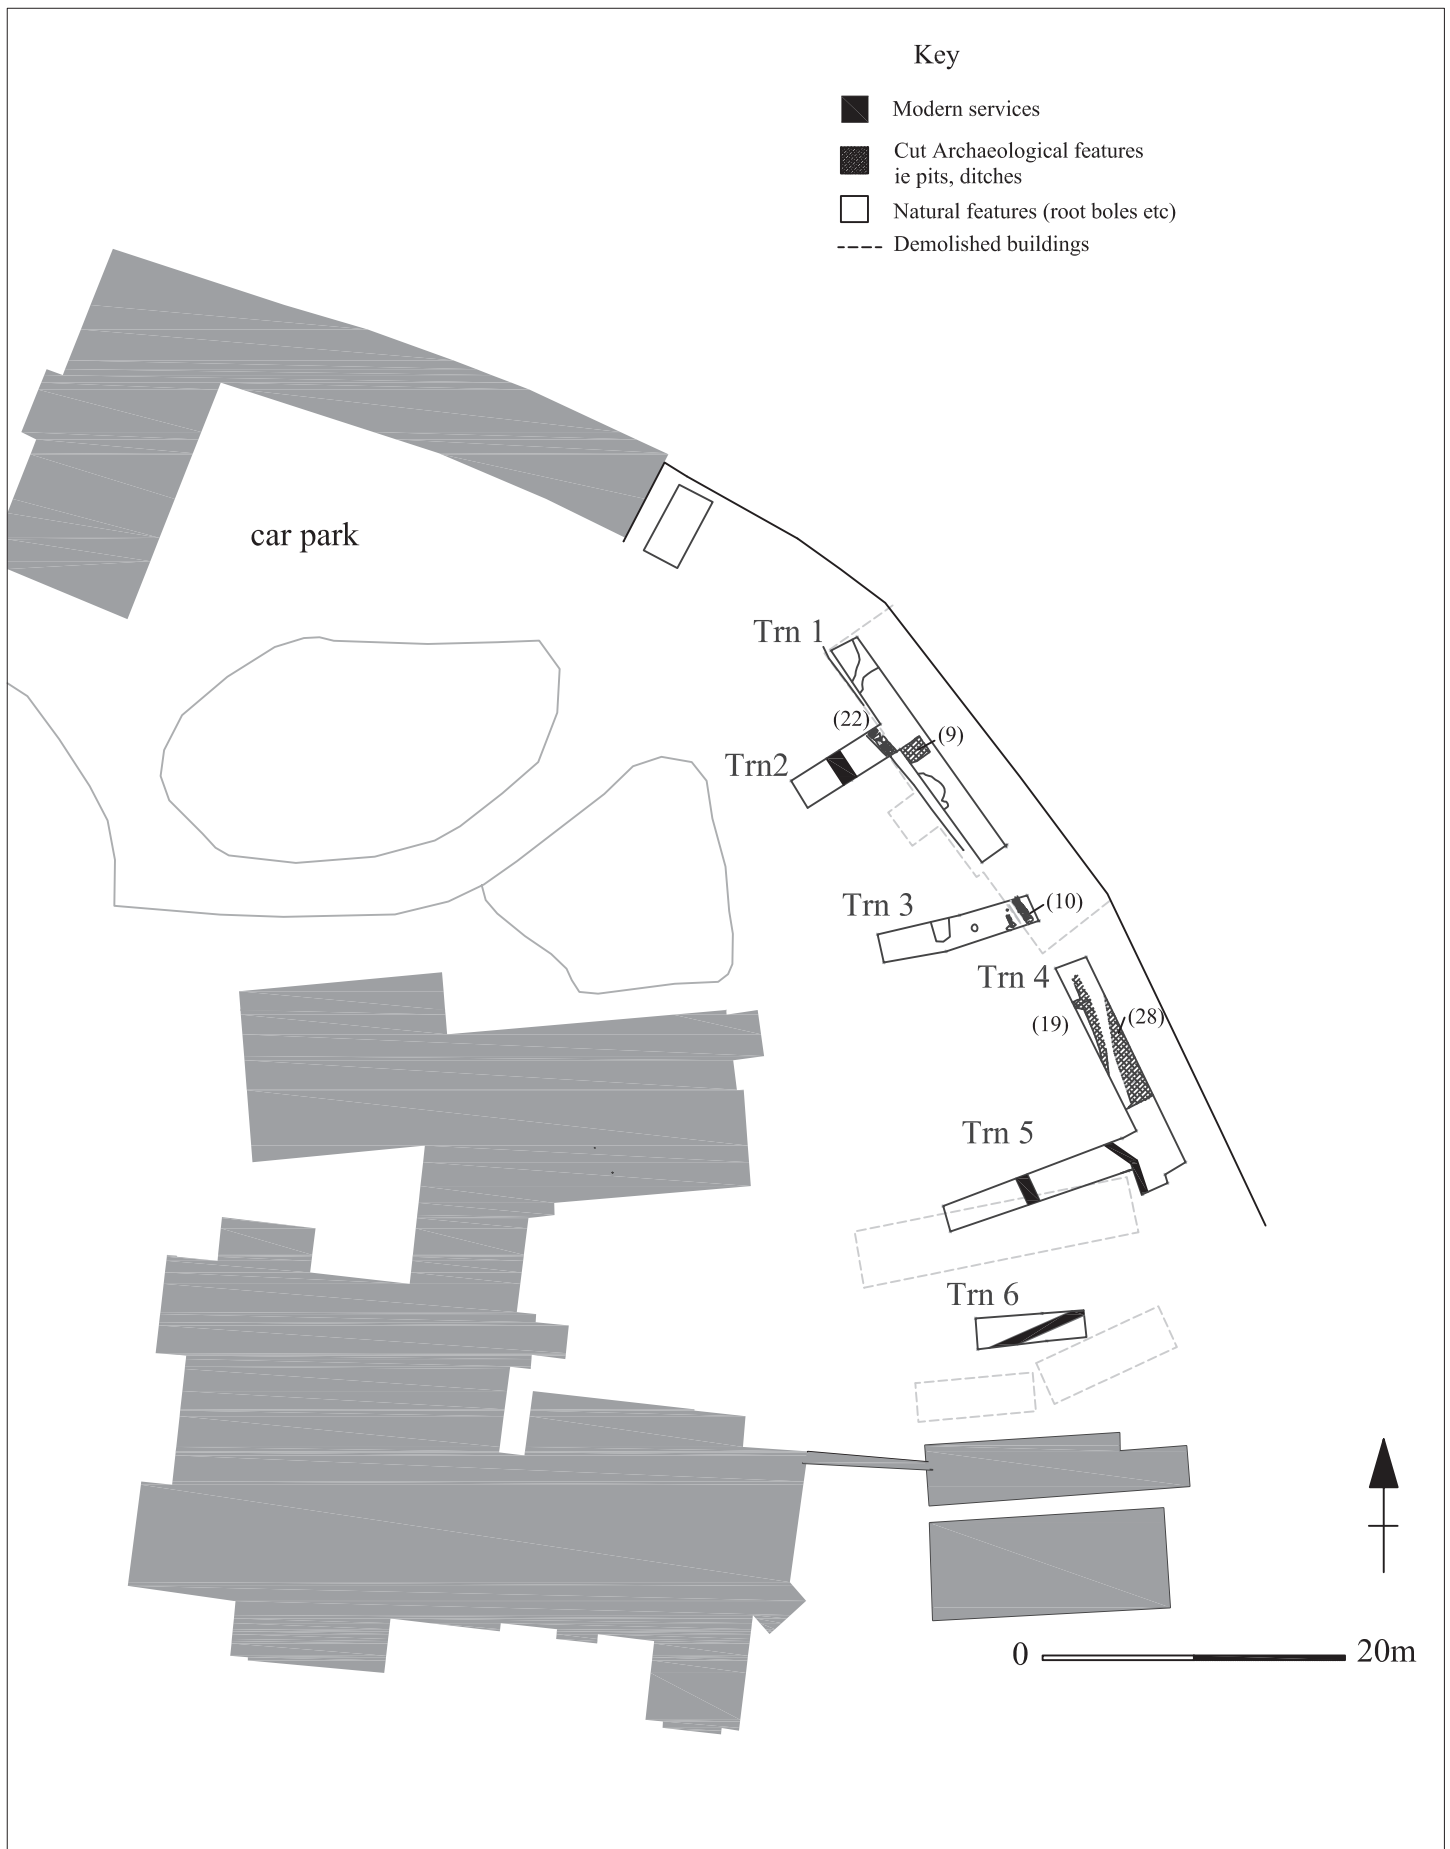 Key
Modern services
Cut Archaeological features
ie pits, ditches
Natural features (root boles etc)
Demolished buildings
car park
Trn 1
(22)
(9)
Trn2
Trn 3
(10)
Trn 4
(19)
(28)
Trn 5
Trn 6
0
20m